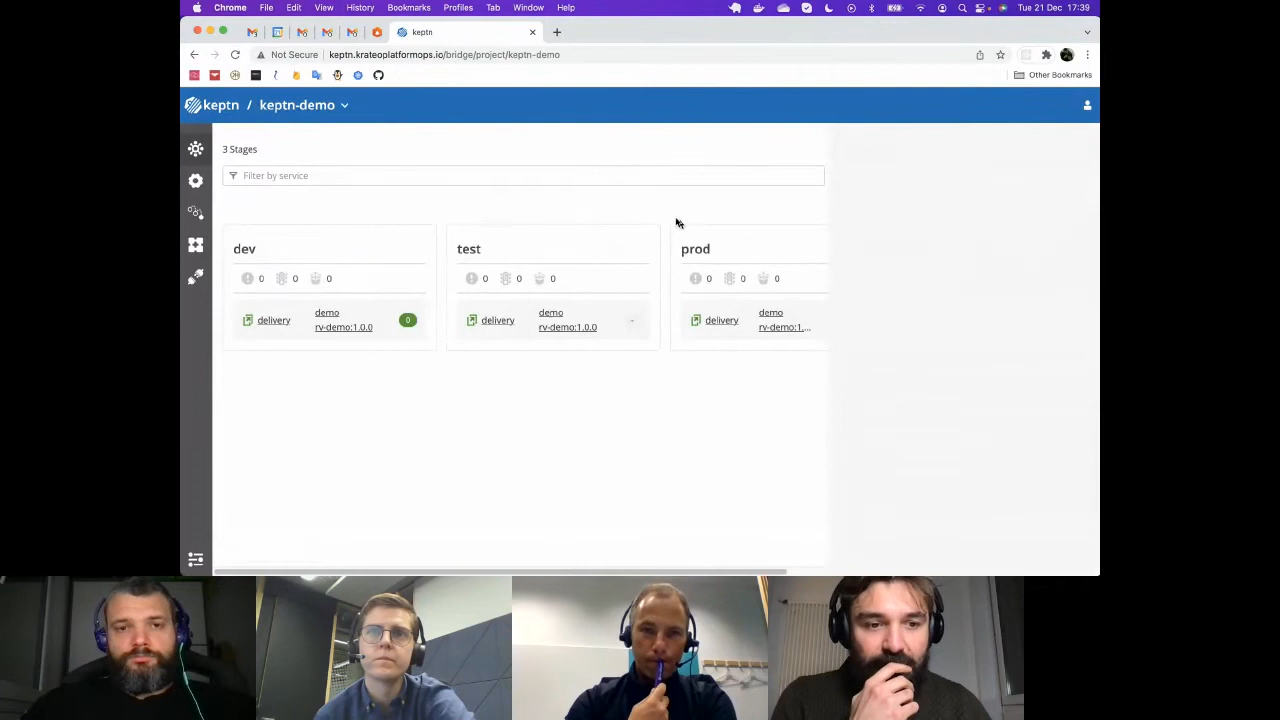 Chrome File Edit View History Bookmarks Profiles Tab Window Help Tue 21 Dec 17:39
keptn
Not Secure keptn.krateoplatformops.io/bridge/project/keptn-demo
Other Bookmarks
keptn / keptn-demo
3 Stages
Filter by service
dev test prod
0 0 0 0 0 0 0 0 0
delivery demo 0 delivery demo - delivery demo
rv-demo:1.0.0 rv-demo:1.0.0 rv-demo:1....